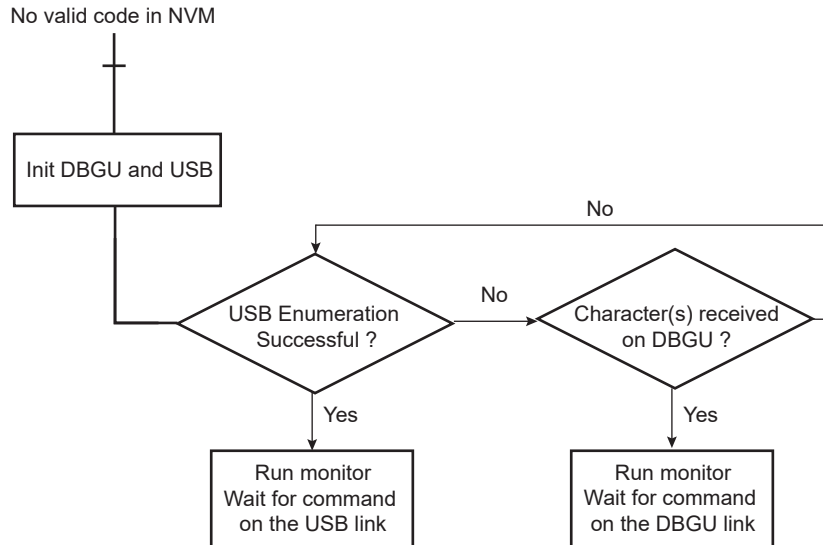 No valid code in NVM
Init DBGU and USB
No
USB Enumeration
Successful ?
No
Character(s) received
on DBGU ?
Yes
Yes
Run monitor
Wait for command
on the USB link
Run monitor
Wait for command
on the DBGU link